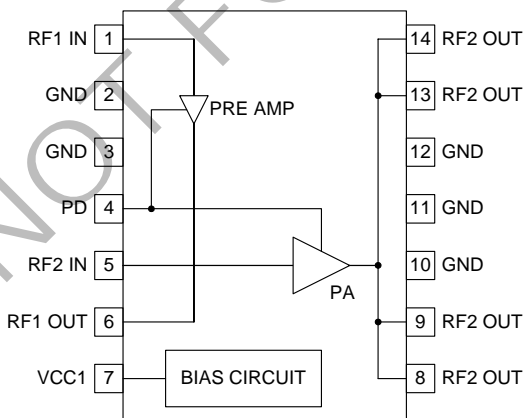 RF1 IN 1
GND 2
GND 3
PD 4
RF2 IN 5
RF1 OUT 6
VCC1 7
PRE AMP
PA
BIAS CIRCUIT
14 RF2 OUT
13 RF2 OUT
12 GND
11 GND
10 GND
9 RF2 OUT
8 RF2 OUT
NOT FO